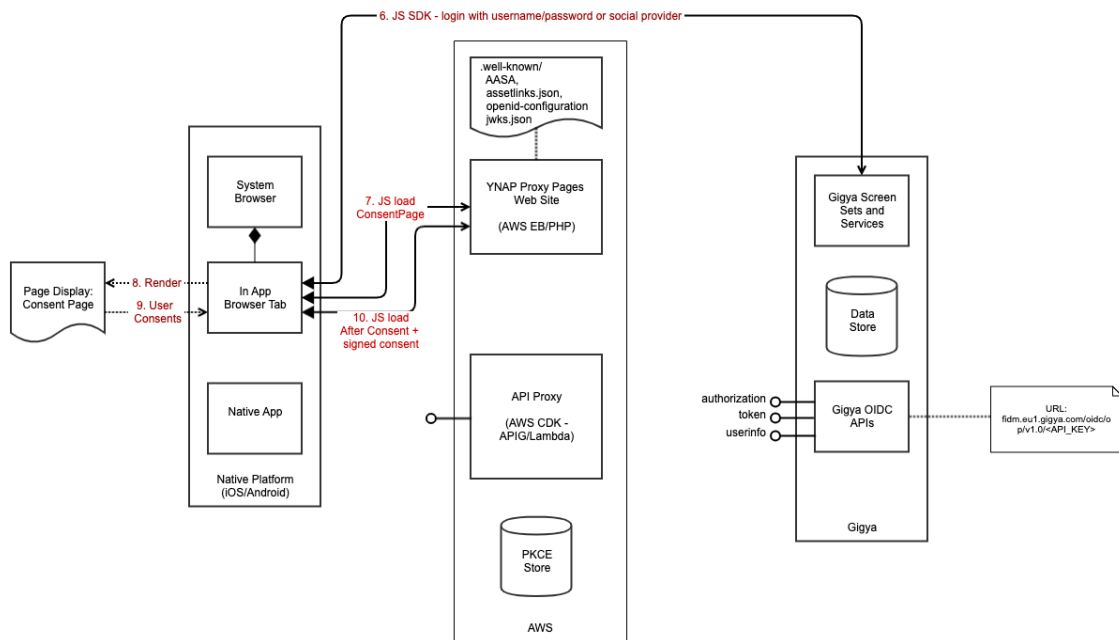 6. JS SDK - login with username/password or social provider
.well-known/
AASA,
assetlinks.json,
openid-configuration
jwks.json
System
Browser
YNAP Proxy Pages
Web Site
(AWS EB/PHP)
7. JS load
ConsentPage
Gigya Screen
Sets and
Services
Page Display:
Consent Page
8. Render
9. User
Consents
In App
Browser Tab
10. JS load
After Consent +
signed consent
Data
Store
Native App
API Proxy
(AWS CDK -
APIG/Lambda)
authorization
token
userinfo
Gigya OIDC
APIs
URL:
fidm.eu1.gigya.com/oidc/o
p/v1.0/<API_KEY>
Native Platform
(iOS/Android)
PKCE
Store
Gigya
AWS